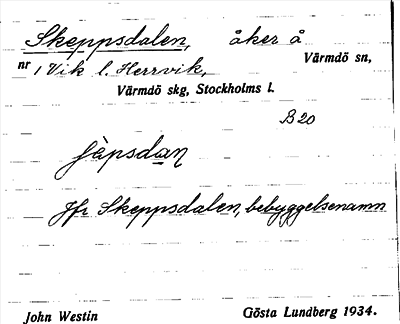 Skeppsdalen, åker å
nr 1 Vik l. Herrvik, Värmdö sn,
Värmdö skg, Stockholms l.
B 20
Jfr Skeppsdalen, bebyggelsenamn
John Westin Gösta Lundberg 1934.